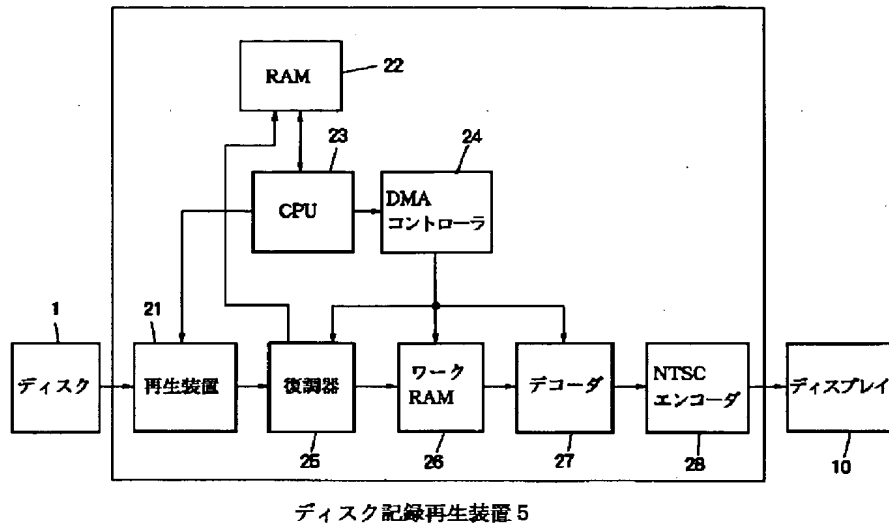 RAM
22
23
24
CPU
DMA
コントローラ
1
21
ディスク
再生装置
復調器
ワーク
RAM
デコーダ
NTSC
エンコーダ
ディスプレイ
25
26
27
28
10
ディスク記録再生装置5